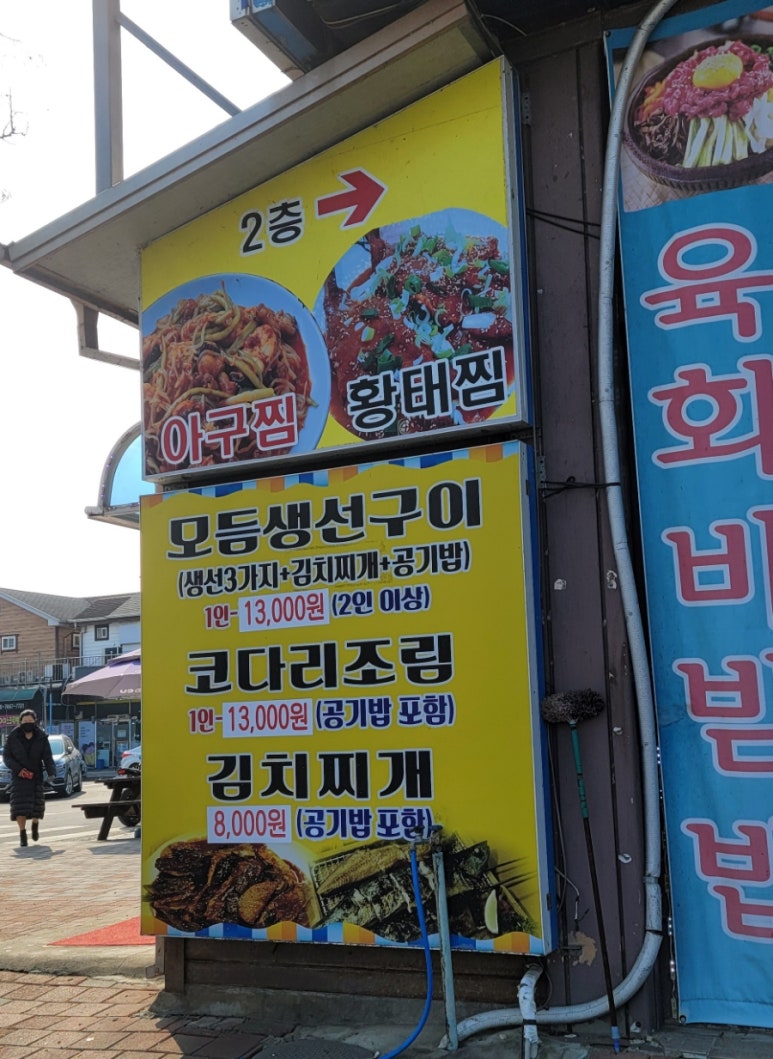 2층
아구찜
황태찜
모듬생선구이
(생선3가지+김치찌개+공기밥)
1인-13,000원 (2인 이상)
코다리조림
1인-13,000원 (공기밥 포함)
김치찌개
8,000원 (공기밥 포함)
육회비빔밥